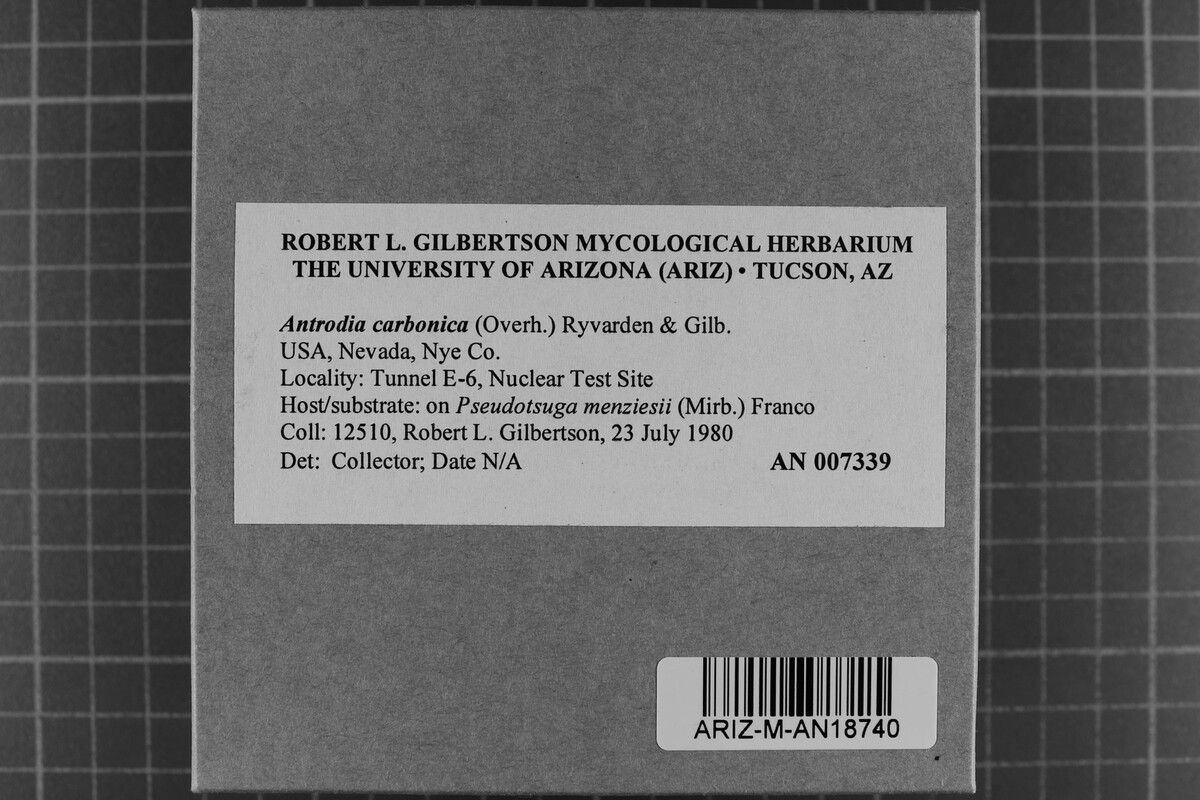 ROBERT L. GILBERTSON MYCOLOGICAL HERBARIUM
THE UNIVERSITY OF ARIZONA (ARIZ) • TUCSON, AZ
Antrodia carbonica (Overh.) Ryvarden & Gilb.
USA, Nevada, Nye Co.
Locality: Tunnel E-6, Nuclear Test Site
Host/substrate: on Pseudotsuga menziesii (Mirb.) Franco
Coll: 12510, Robert L. Gilbertson, 23 July 1980
Det: Collector; Date N/A AN 007339
ARIZ-M-AN18740